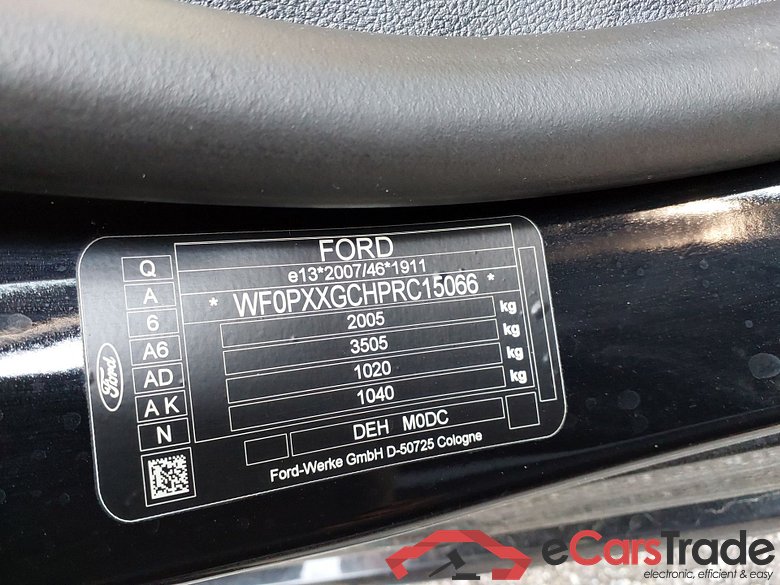 FORD
e13*2007/46*1911
* WF0PXXGCHPRC15066 *
2005 kg
3505 kg
1020 kg
1040 kg
Q
A
6
A6
AD
A K
N
Ford
DEH M0DC
Ford-Werke GmbH D-50725 Cologne
eCarsTrade
electronic, efficient & easy